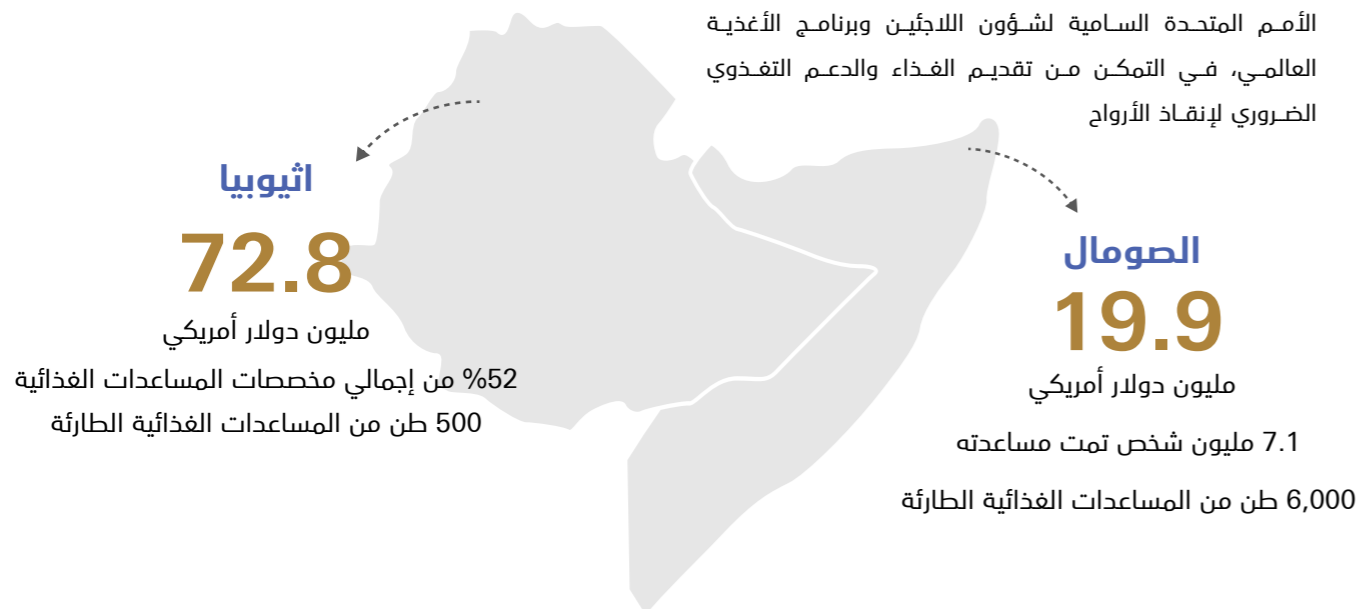 الأمم المتحدة السامية لشؤون اللاجئين وبرنامج الأغذية
العالمي، في التمكن من تقديم الغذاء والدعم التغذوي
الضروري لإنقاذ الأرواح
الصومال
19.9
مليون دولار أمريكي
7.1 مليون شخص تمت مساعدته
6,000 طن من المساعدات الغذائية الطارئة
اثيوبيا
72.8
مليون دولار أمريكي
52% من إجمالي مخصصات المساعدات الغذائية
500 طن من المساعدات الغذائية الطارئة